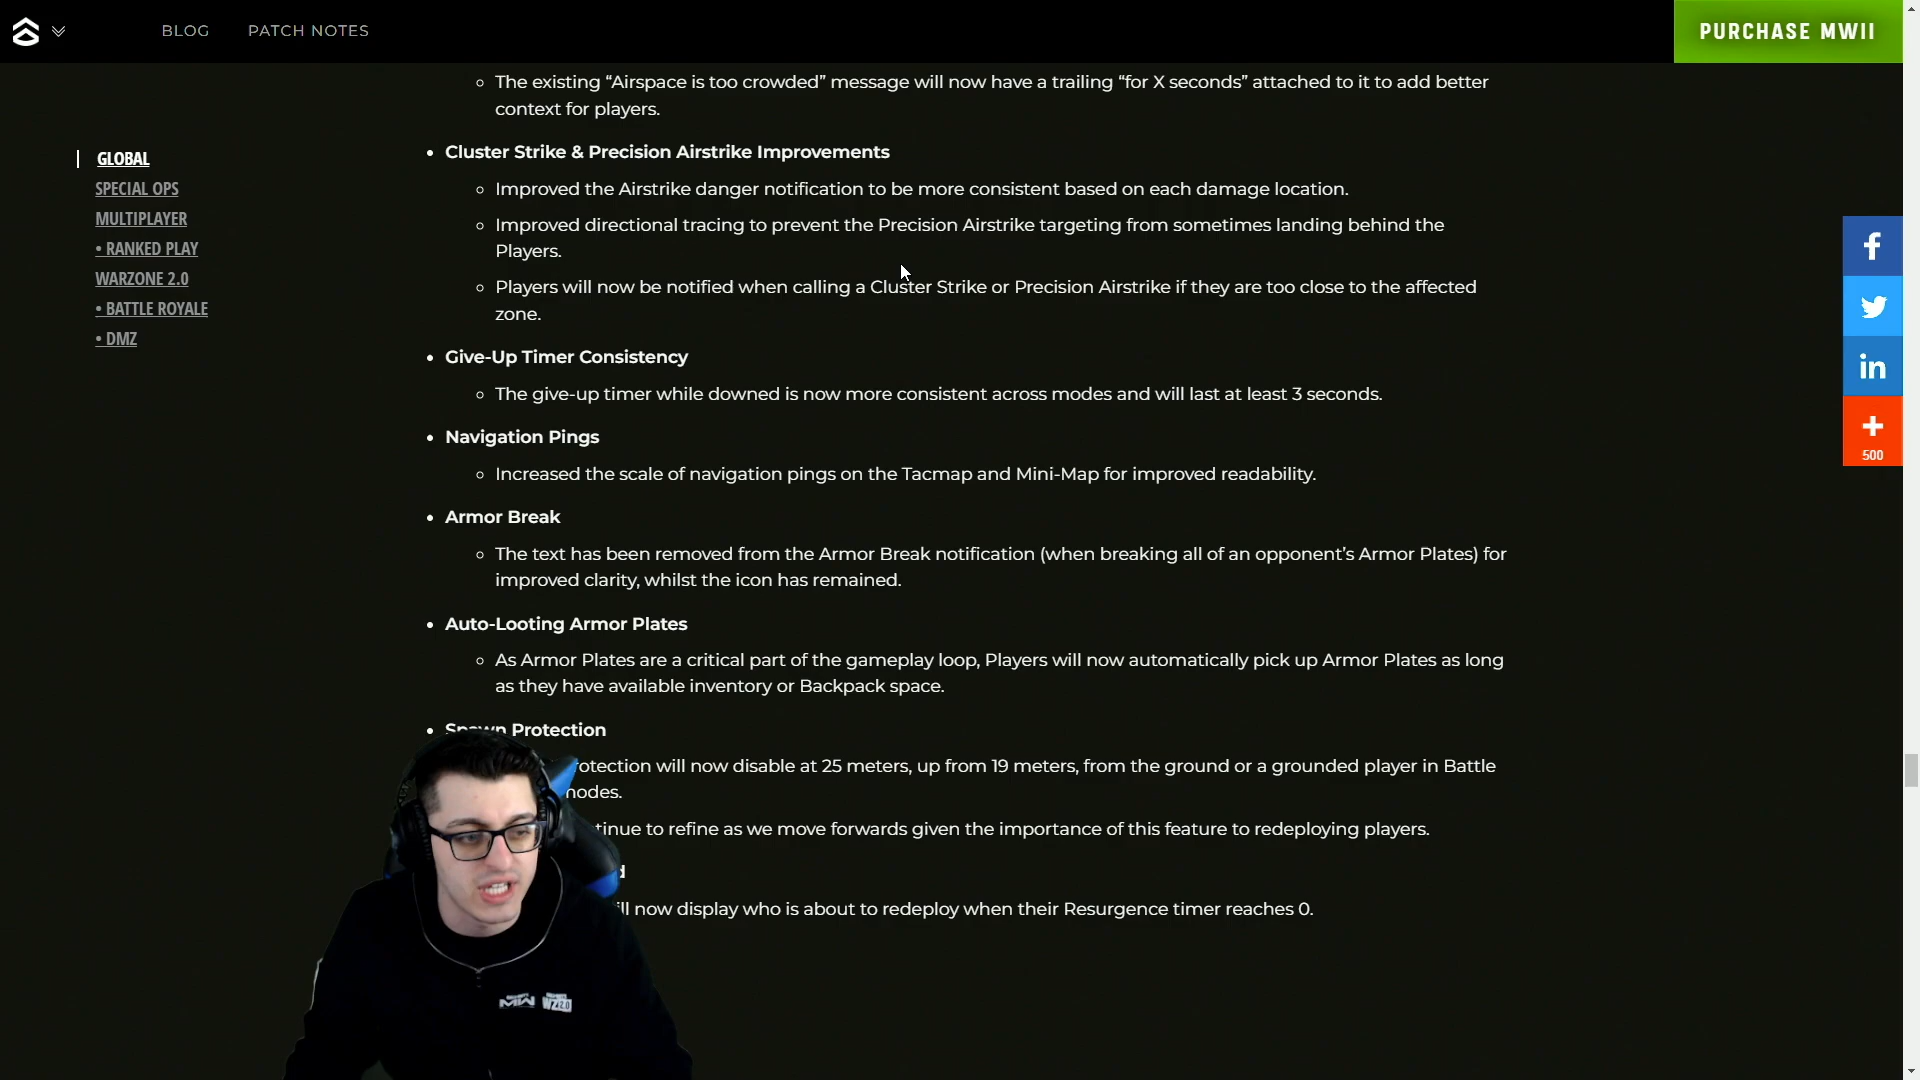 BLOG
PATCH NOTES
PURCHASE MWII
GLOBAL
SPECIAL OPS
MULTIPLAYER
• RANKED PLAY
WARZONE 2.0
• BATTLE ROYALE
• DMZ
The existing “Airspace is too crowded” message will now have a trailing “for X seconds” attached to it to add better
context for players.
Cluster Strike & Precision Airstrike Improvements
Improved the Airstrike danger notification to be more consistent based on each damage location.
Improved directional tracing to prevent the Precision Airstrike targeting from sometimes landing behind the
Players.
Players will now be notified when calling a Cluster Strike or Precision Airstrike if they are too close to the affected
zone.
Give-Up Timer Consistency
The give-up timer while downed is now more consistent across modes and will last at least 3 seconds.
Navigation Pings
Increased the scale of navigation pings on the Tacmap and Mini-Map for improved readability.
Armor Break
The text has been removed from the Armor Break notification (when breaking all of an opponent’s Armor Plates) for
improved clarity, whilst the icon has remained.
Auto-Looting Armor Plates
As Armor Plates are a critical part of the gameplay loop, Players will now automatically pick up Armor Plates as long
as they have available inventory or Backpack space.
Spawn Protection
rotection will now disable at 25 meters, up from 19 meters, from the ground or a grounded player in Battle
modes.
tinue to refine as we move forwards given the importance of this feature to redeploying players.
d
ll now display who is about to redeploy when their Resurgence timer reaches 0.
500
MW
WZ2.0